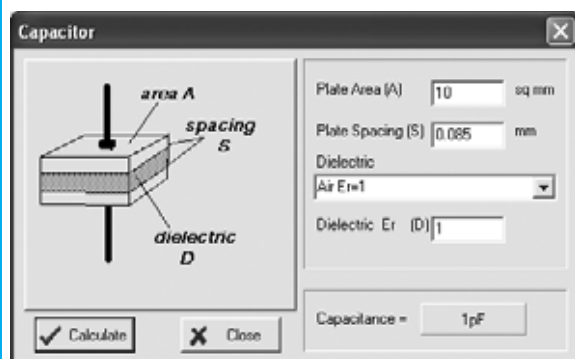 Capacitor
area A
spacing
S
dielectric
D
Calculate
Close
Plate Area (A) 10 sq mm
Plate Spacing (S) 0.085 mm
Dielectric
Air Er=1
Dielectric Er (D) 1
Capacitance = 1pF